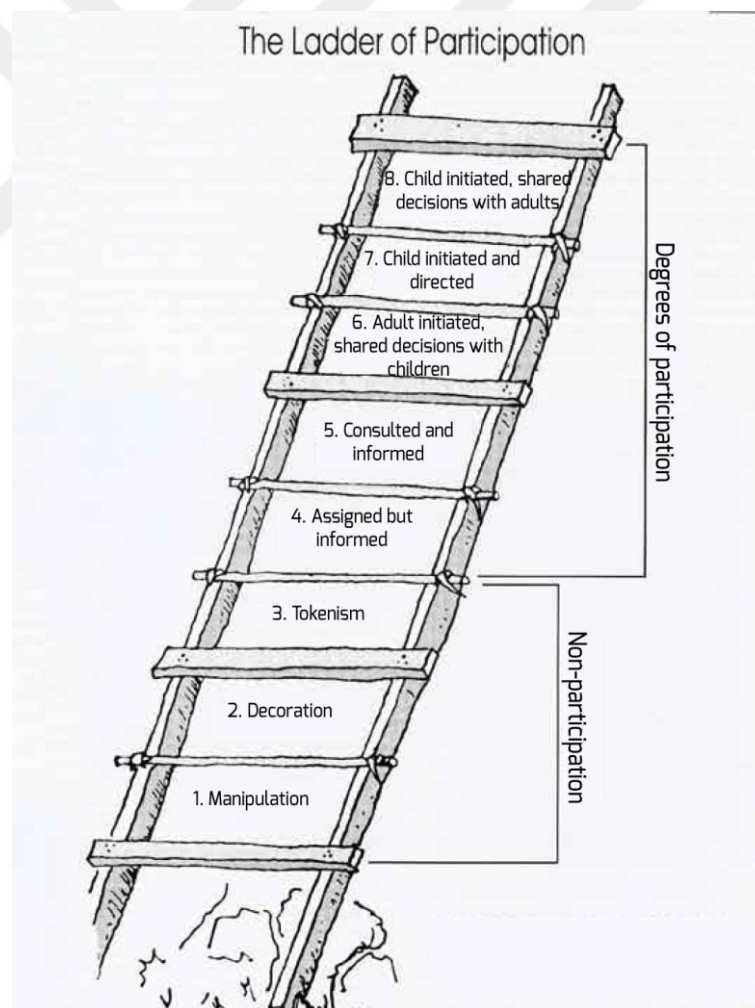 The Ladder of Participation
8. Child initiated, shared
decisions with adults
7. Child initiated and
directed
6. Adult initiated,
shared decisions with
children
5. Consulted and
informed
4. Assigned but
informed
3. Tokenism
2. Decoration
1. Manipulation
Degrees of participation
Non-participation